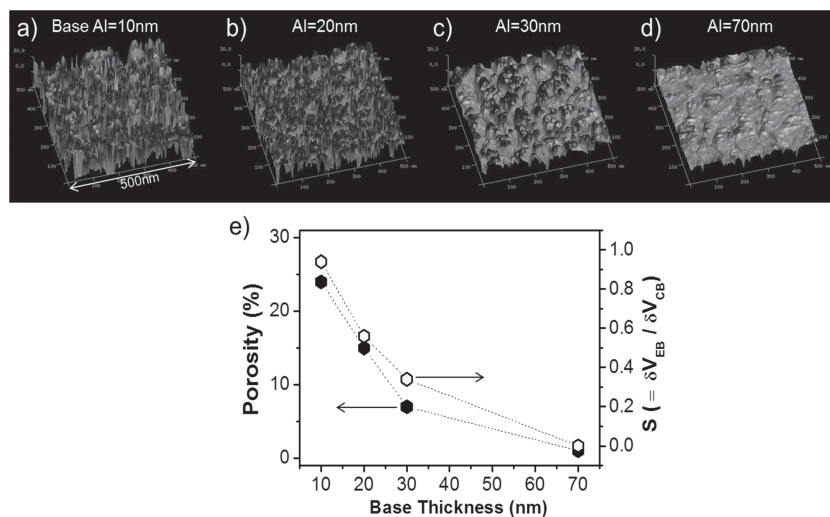 a) Base Al=10nm
b) Al=20nm
c) Al=30nm
d) Al=70nm
500nm
e)
30
20
10
0
Porosity (%)
1.0
0.8
0.6
0.4
0.2
0.0
S ( = δV_EB / δV_CB)
10 20 30 40 50 60 70
Base Thickness (nm)